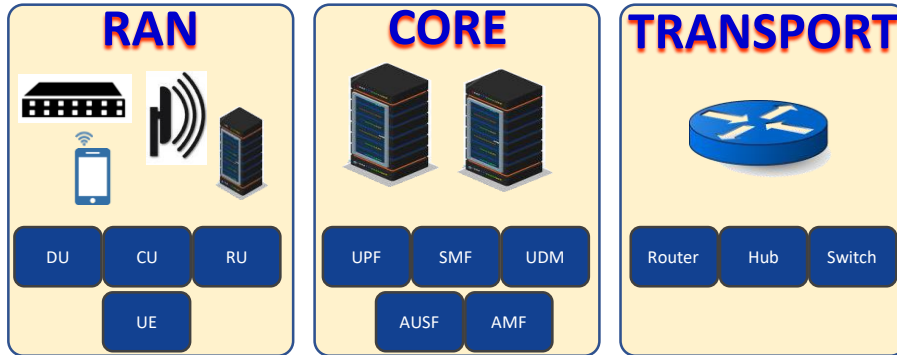 RAN
DU CU RU
UE
CORE
UPF SMF UDM
AUSF AMF
TRANSPORT
Router Hub Switch